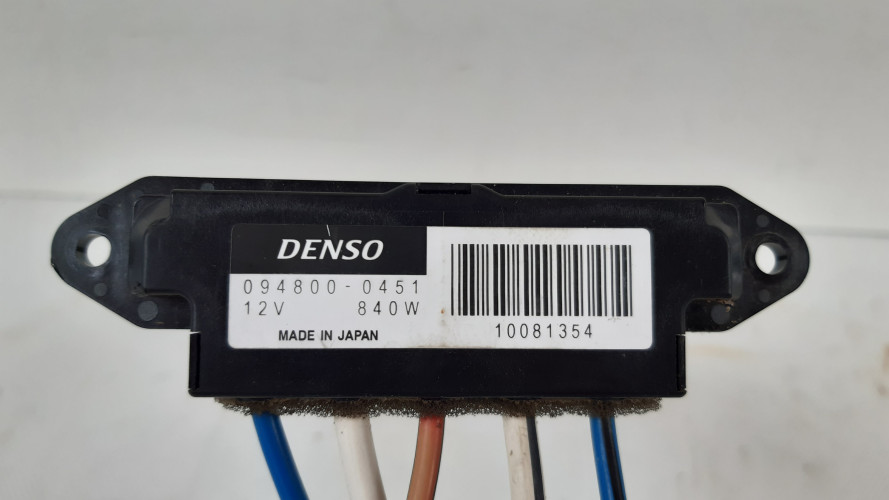 DENSO
094800-0451
12V 840W
MADE IN JAPAN
10081354